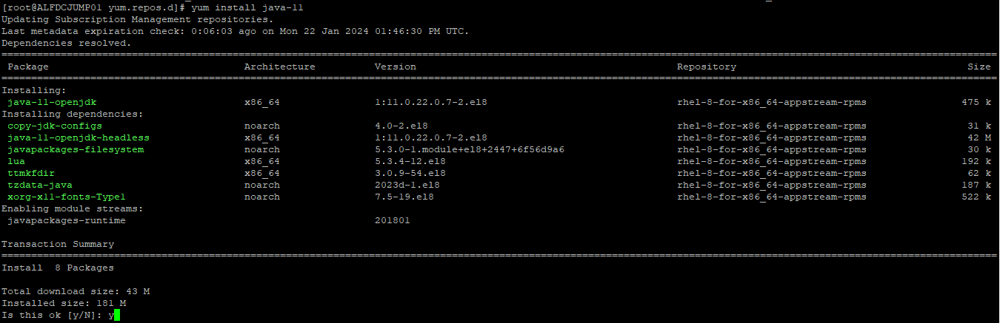 [root@ALFDCJUMP01 yum.repos.d]# yum install java-11
Updating Subscription Management repositories.
Last metadata expiration check: 0:06:03 ago on Mon 22 Jan 2024 01:46:30 PM UTC.
Dependencies resolved.
Package Architecture Version Repository Size
Installing:
java-11-openjdk x86_64 1:11.0.22.0.7-2.el8 rhel-8-for-x86_64-appstream-rpms 475 k
Installing dependencies:
copy-jdk-configs noarch 4.0-2.el8 rhel-8-for-x86_64-appstream-rpms 31 k
java-11-openjdk-headless x86_64 1:11.0.22.0.7-2.el8 rhel-8-for-x86_64-appstream-rpms 42 M
javapackages-filesystem noarch 5.3.0-1.module+el8+2447+6f56d9a6 rhel-8-for-x86_64-appstream-rpms 30 k
lua x86_64 5.3.4-12.el8 rhel-8-for-x86_64-appstream-rpms 192 k
ttmkfdir x86_64 3.0.9-54.el8 rhel-8-for-x86_64-appstream-rpms 62 k
tzdata-java noarch 2023d-1.el8 rhel-8-for-x86_64-appstream-rpms 187 k
xorg-x11-fonts-Type1 noarch 7.5-19.el8 rhel-8-for-x86_64-appstream-rpms 522 k
Enabling module streams:
javapackages-runtime 201801
Transaction Summary
Install 8 Packages
Total download size: 43 M
Installed size: 181 M
Is this ok [y/N]: y